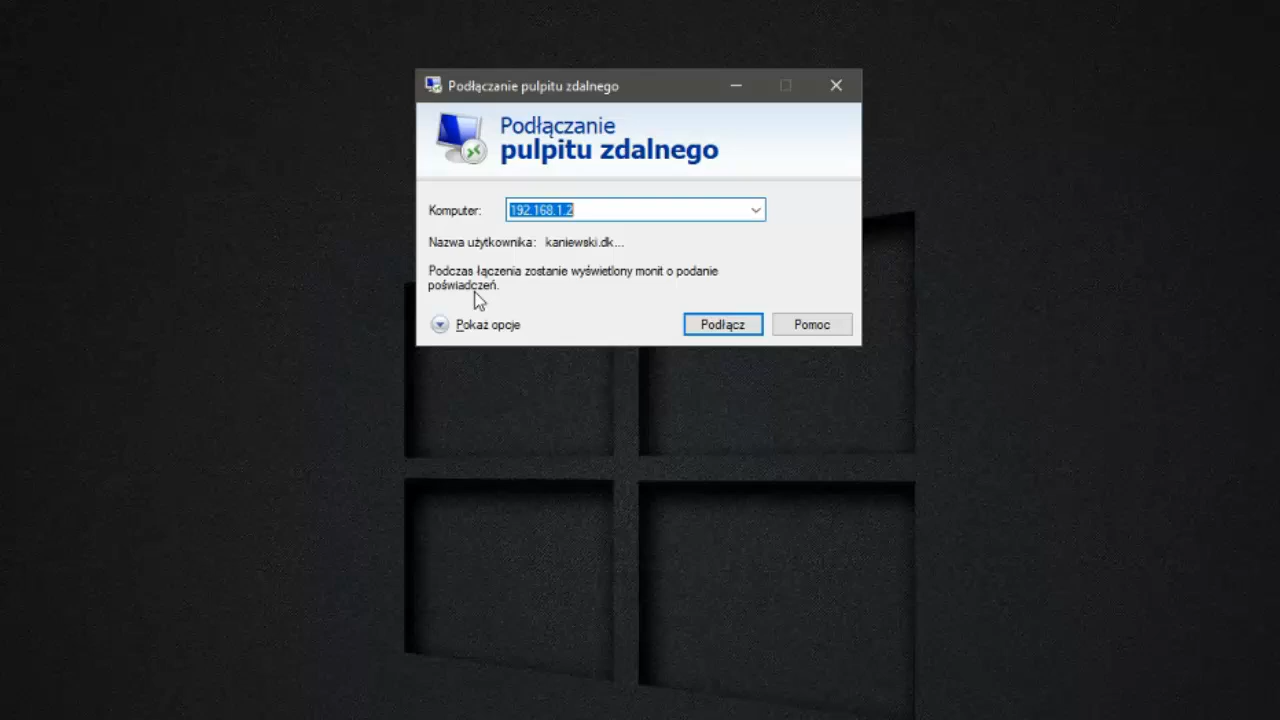 Podłączanie pulpitu zdalnego
Podłączanie
pulpitu zdalnego
Komputer: 192.168.1.2
Nazwa użytkownika: kaniewski.dk...
Podczas łączenia zostanie wyświetlony monit o podanie
poświadczeń.
Pokaż opcje Podłącz Pomoc